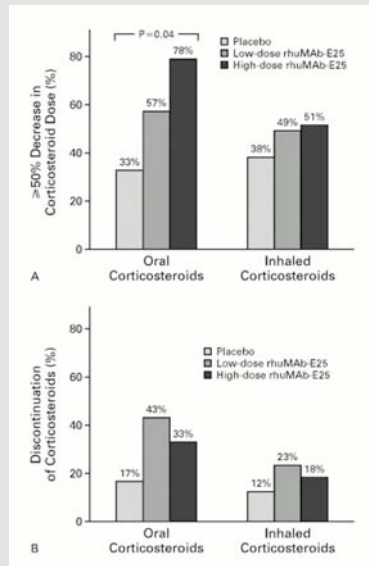 P=0.04
80
60
40
20
0
≥50% Decrease in
Corticosteroid Dose (%)
Placebo
Low-dose rhuMAb-E25
High-dose rhuMAb-E25
33%
57%
78%
38%
49%
51%
Oral
Corticosteroids
Inhaled
Corticosteroids
A
80
60
40
20
0
Discontinuation
of Corticosteroids (%)
Placebo
Low-dose rhuMAb-E25
High-dose rhuMAb-E25
17%
43%
33%
12%
23%
18%
Oral
Corticosteroids
Inhaled
Corticosteroids
B